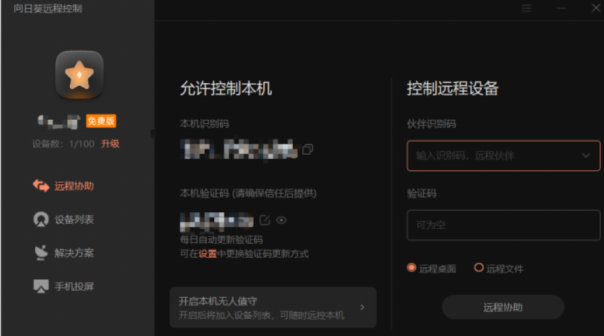 向日葵远程控制
免费版
设备数：1/100 升级
远程协助
设备列表
解决方案
手机投屏
允许控制本机
本机识别码
本机验证码 (请确保信任后提供)
每日自动更新验证码
可在设置中更换验证码更新方式
开启本机无人值守
开启后将加入设备列表，可随时远控本机
控制远程设备
伙伴识别码
输入识别码、远程伙伴
验证码
可为空
远程桌面 远程文件
远程协助